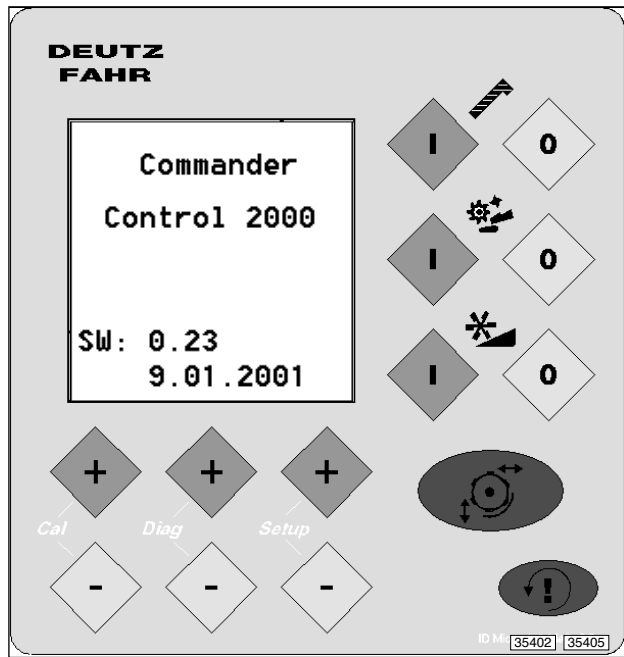 DEUTZ
FAHR
Commander
Control 2000
SW: 0.23
9.01.2001
I 0
I 0
I 0
+ + +
Cal Diag Setup
- - -
!
ID
35402 35405